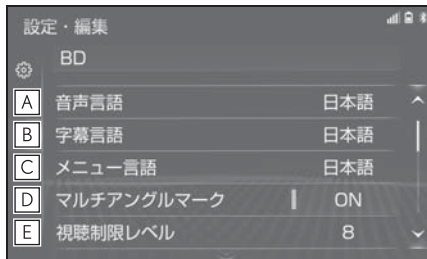 設定・編集
BD
A 音声言語 日本語
B 字幕言語 日本語
C メニュー言語 日本語
D マルチアングルマーク ON
E 視聴制限レベル 8